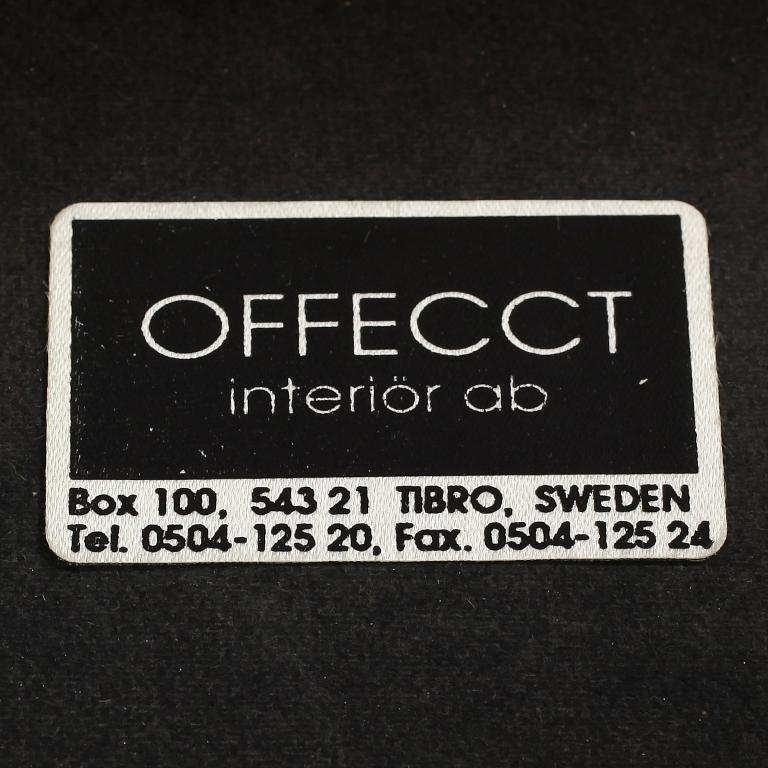 OFFECCT
interiör ab
Box 100, 543 21 TIBRO, SWEDEN
Tel. 0504-125 20, Fax. 0504-125 24